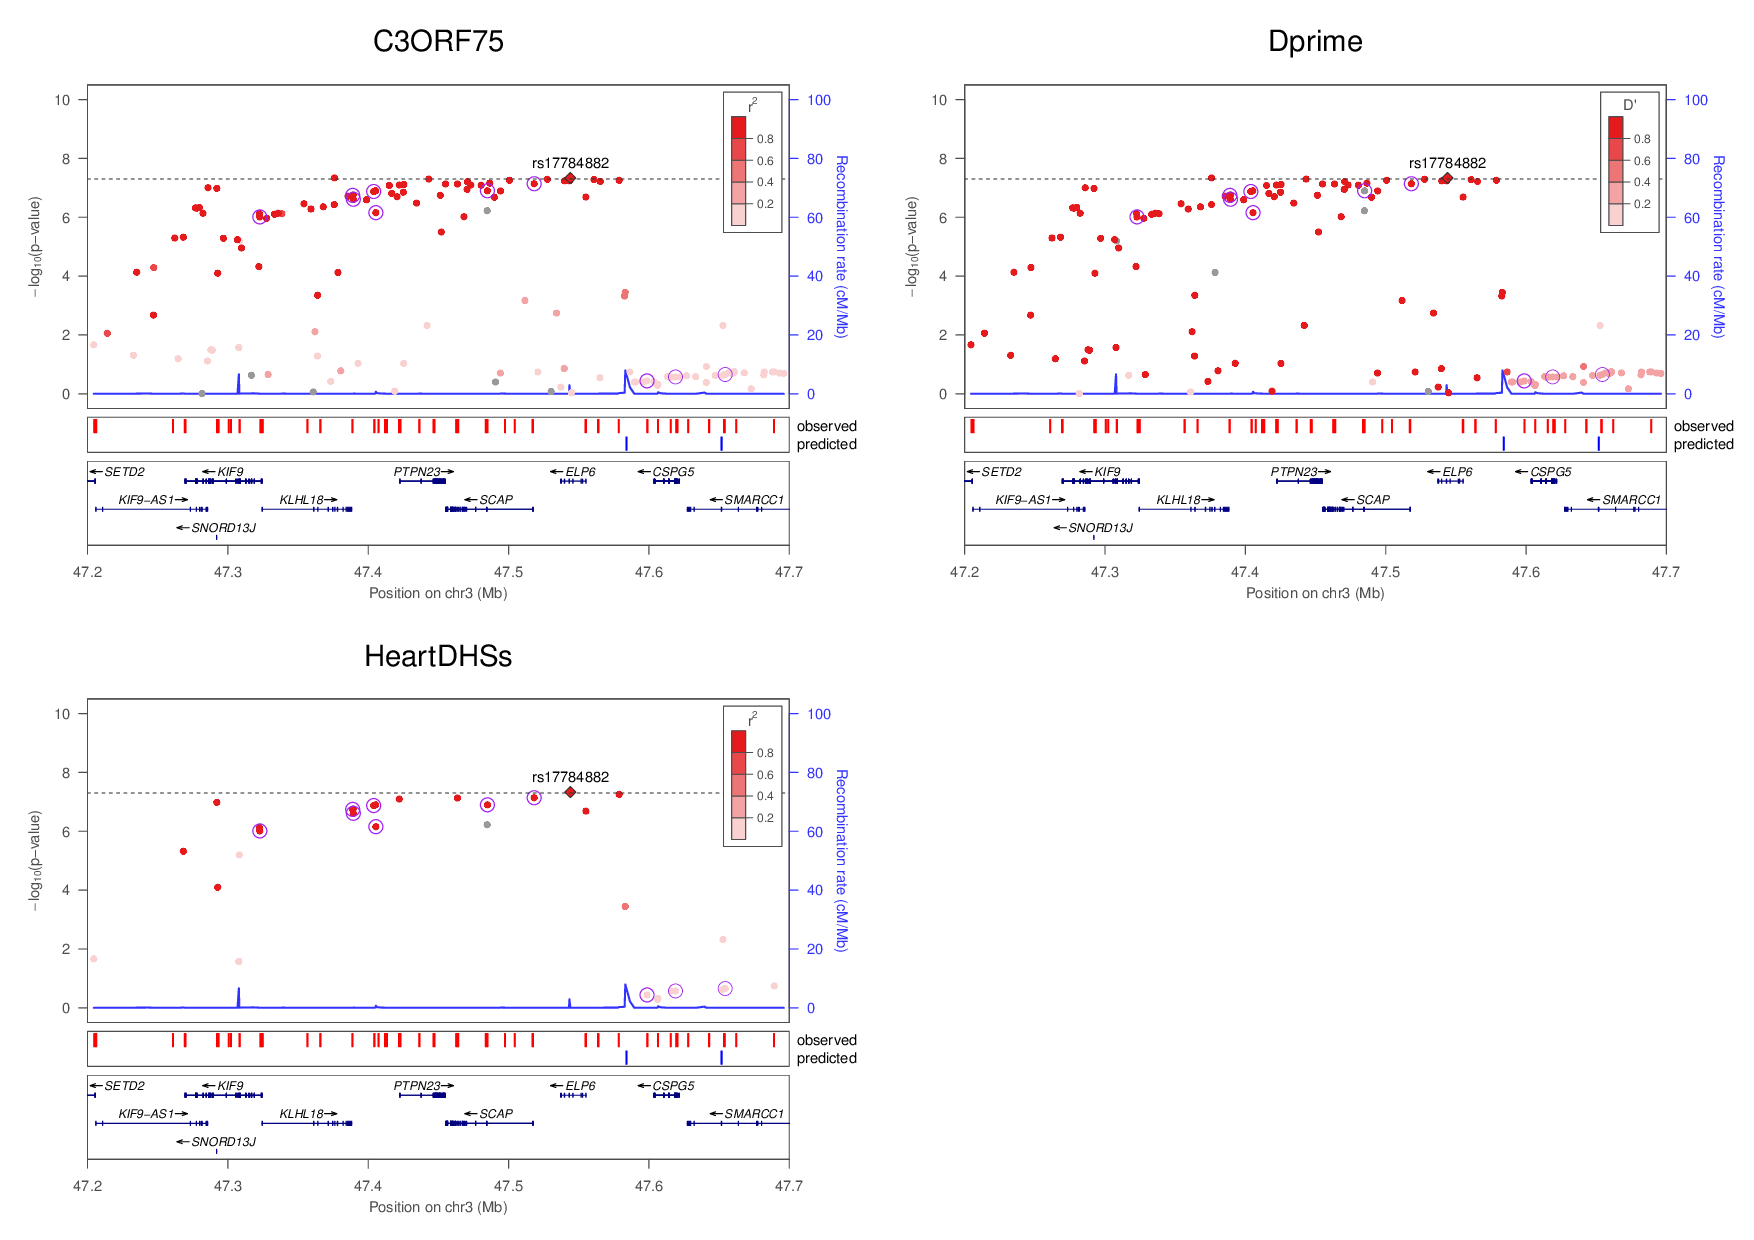 C3ORF75
rs17784882
r2
0.8
0.6
0.4
0.2
10
8
6
4
2
0
−log10(p−value)
100
80
60
40
20
0
Recombination rate (cM/Mb)
observed
predicted
SETD2
KIF9
PTPN23
ELP6
CSPG5
KIF9−AS1
KLHL18
SCAP
SMARCC1
SNORD13J
47.2 47.3 47.4 47.5 47.6 47.7
Position on chr3 (Mb)
Dprime
rs17784882
D'
0.8
0.6
0.4
0.2
10
8
6
4
2
0
−log10(p−value)
100
80
60
40
20
0
Recombination rate (cM/Mb)
observed
predicted
SETD2
KIF9
PTPN23
ELP6
CSPG5
KIF9−AS1
KLHL18
SCAP
SMARCC1
SNORD13J
47.2 47.3 47.4 47.5 47.6 47.7
Position on chr3 (Mb)
HeartDHSs
rs17784882
r2
0.8
0.6
0.4
0.2
10
8
6
4
2
0
−log10(p−value)
100
80
60
40
20
0
Recombination rate (cM/Mb)
observed
predicted
SETD2
KIF9
PTPN23
ELP6
CSPG5
KIF9−AS1
KLHL18
SCAP
SMARCC1
SNORD13J
47.2 47.3 47.4 47.5 47.6 47.7
Position on chr3 (Mb)